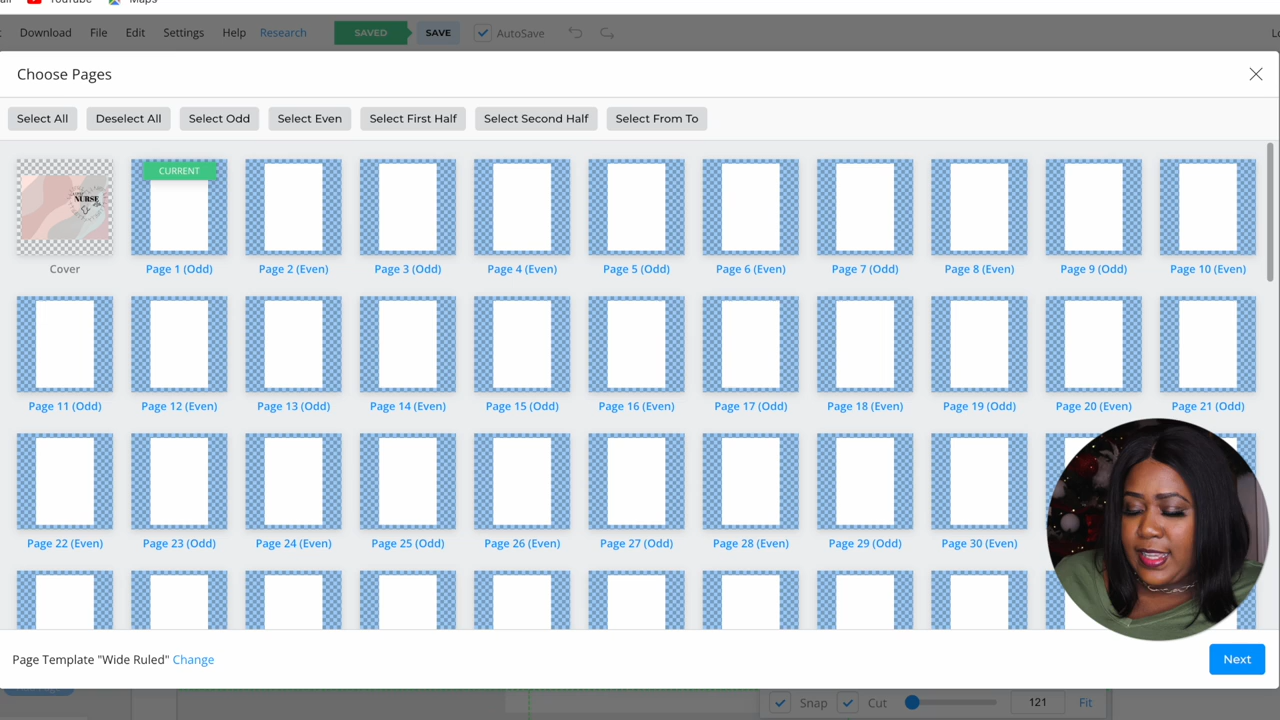 YouTube Maps
Download File Edit Settings Help Research SAVED SAVE AutoSave
Choose Pages
Select All Deselect All Select Odd Select Even Select First Half Select Second Half Select From To
CURRENT
NURSE
Cover Page 1 (Odd) Page 2 (Even) Page 3 (Odd) Page 4 (Even) Page 5 (Odd) Page 6 (Even) Page 7 (Odd) Page 8 (Even) Page 9 (Odd) Page 10 (Even)
Page 11 (Odd) Page 12 (Even) Page 13 (Odd) Page 14 (Even) Page 15 (Odd) Page 16 (Even) Page 17 (Odd) Page 18 (Even) Page 19 (Odd) Page 20 (Even) Page 21 (Odd)
Page 22 (Even) Page 23 (Odd) Page 24 (Even) Page 25 (Odd) Page 26 (Even) Page 27 (Odd) Page 28 (Even) Page 29 (Odd) Page 30 (Even)
Page Template "Wide Ruled" Change Next
Snap Cut 121 Fit